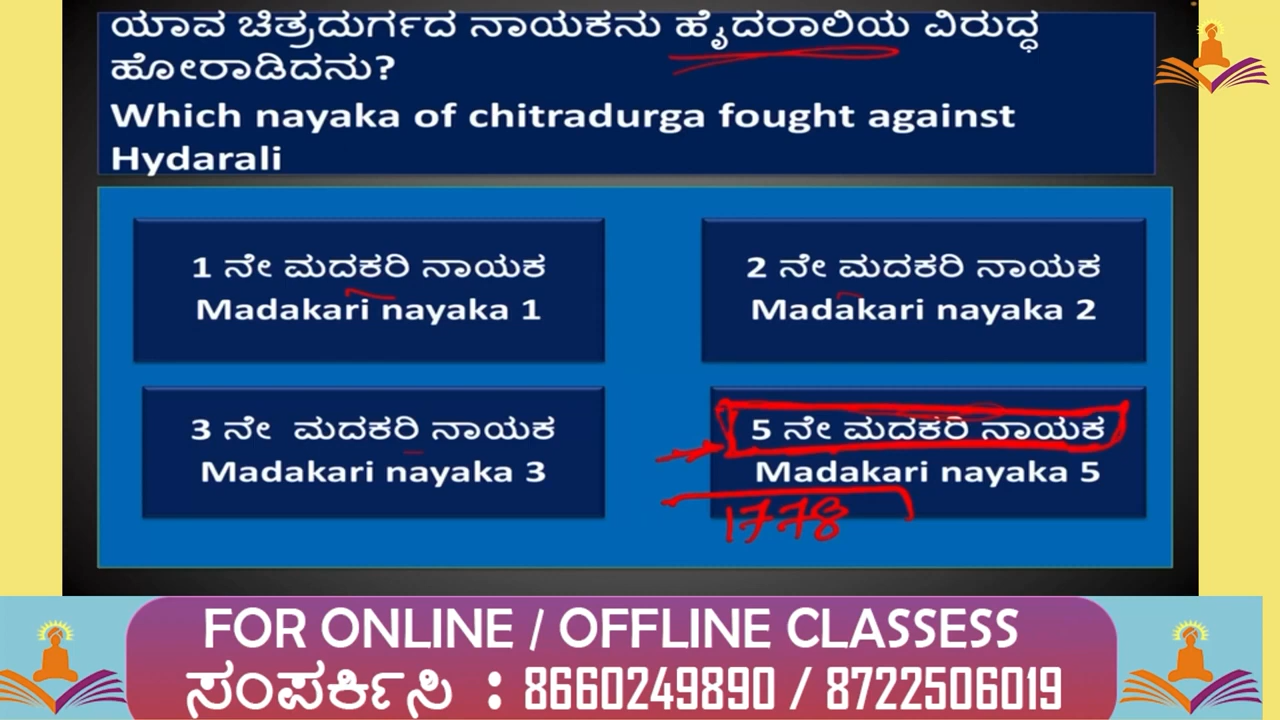 ಯಾವ ಚಿತ್ರದುರ್ಗದ ನಾಯಕನು ಹೈದರಾಲಿಯ ವಿರುದ್ಧ
ಹೋರಾಡಿದನು?
Which nayaka of chitradurga fought against
Hydarali
1 ನೇ ಮದಕರಿ ನಾಯಕ
Madakari nayaka 1
2 ನೇ ಮದಕರಿ ನಾಯಕ
Madakari nayaka 2
3 ನೇ ಮದಕರಿ ನಾಯಕ
Madakari nayaka 3
5 ನೇ ಮದಕರಿ ನಾಯಕ
Madakari nayaka 5
1778
FOR ONLINE / OFFLINE CLASSESS
ಸಂಪರ್ಕಿಸಿ : 8660249890 / 8722506019